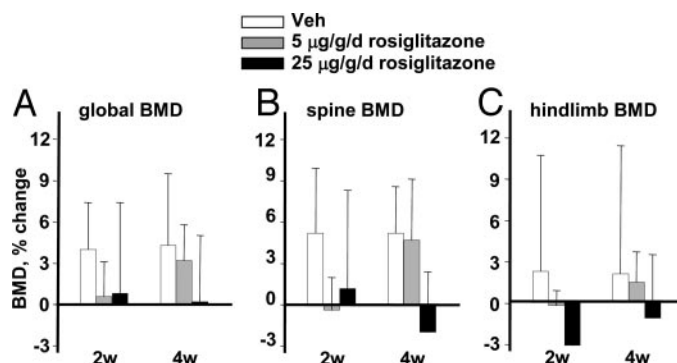 Veh
5 μg/g/d rosiglitazone
25 μg/g/d rosiglitazone
A global BMD
B spine BMD
C hindlimb BMD
BMD, % change
12
9
6
3
0
-3
2w 4w
12
9
6
3
0
-3
2w 4w
12
9
6
3
0
-3
2w 4w